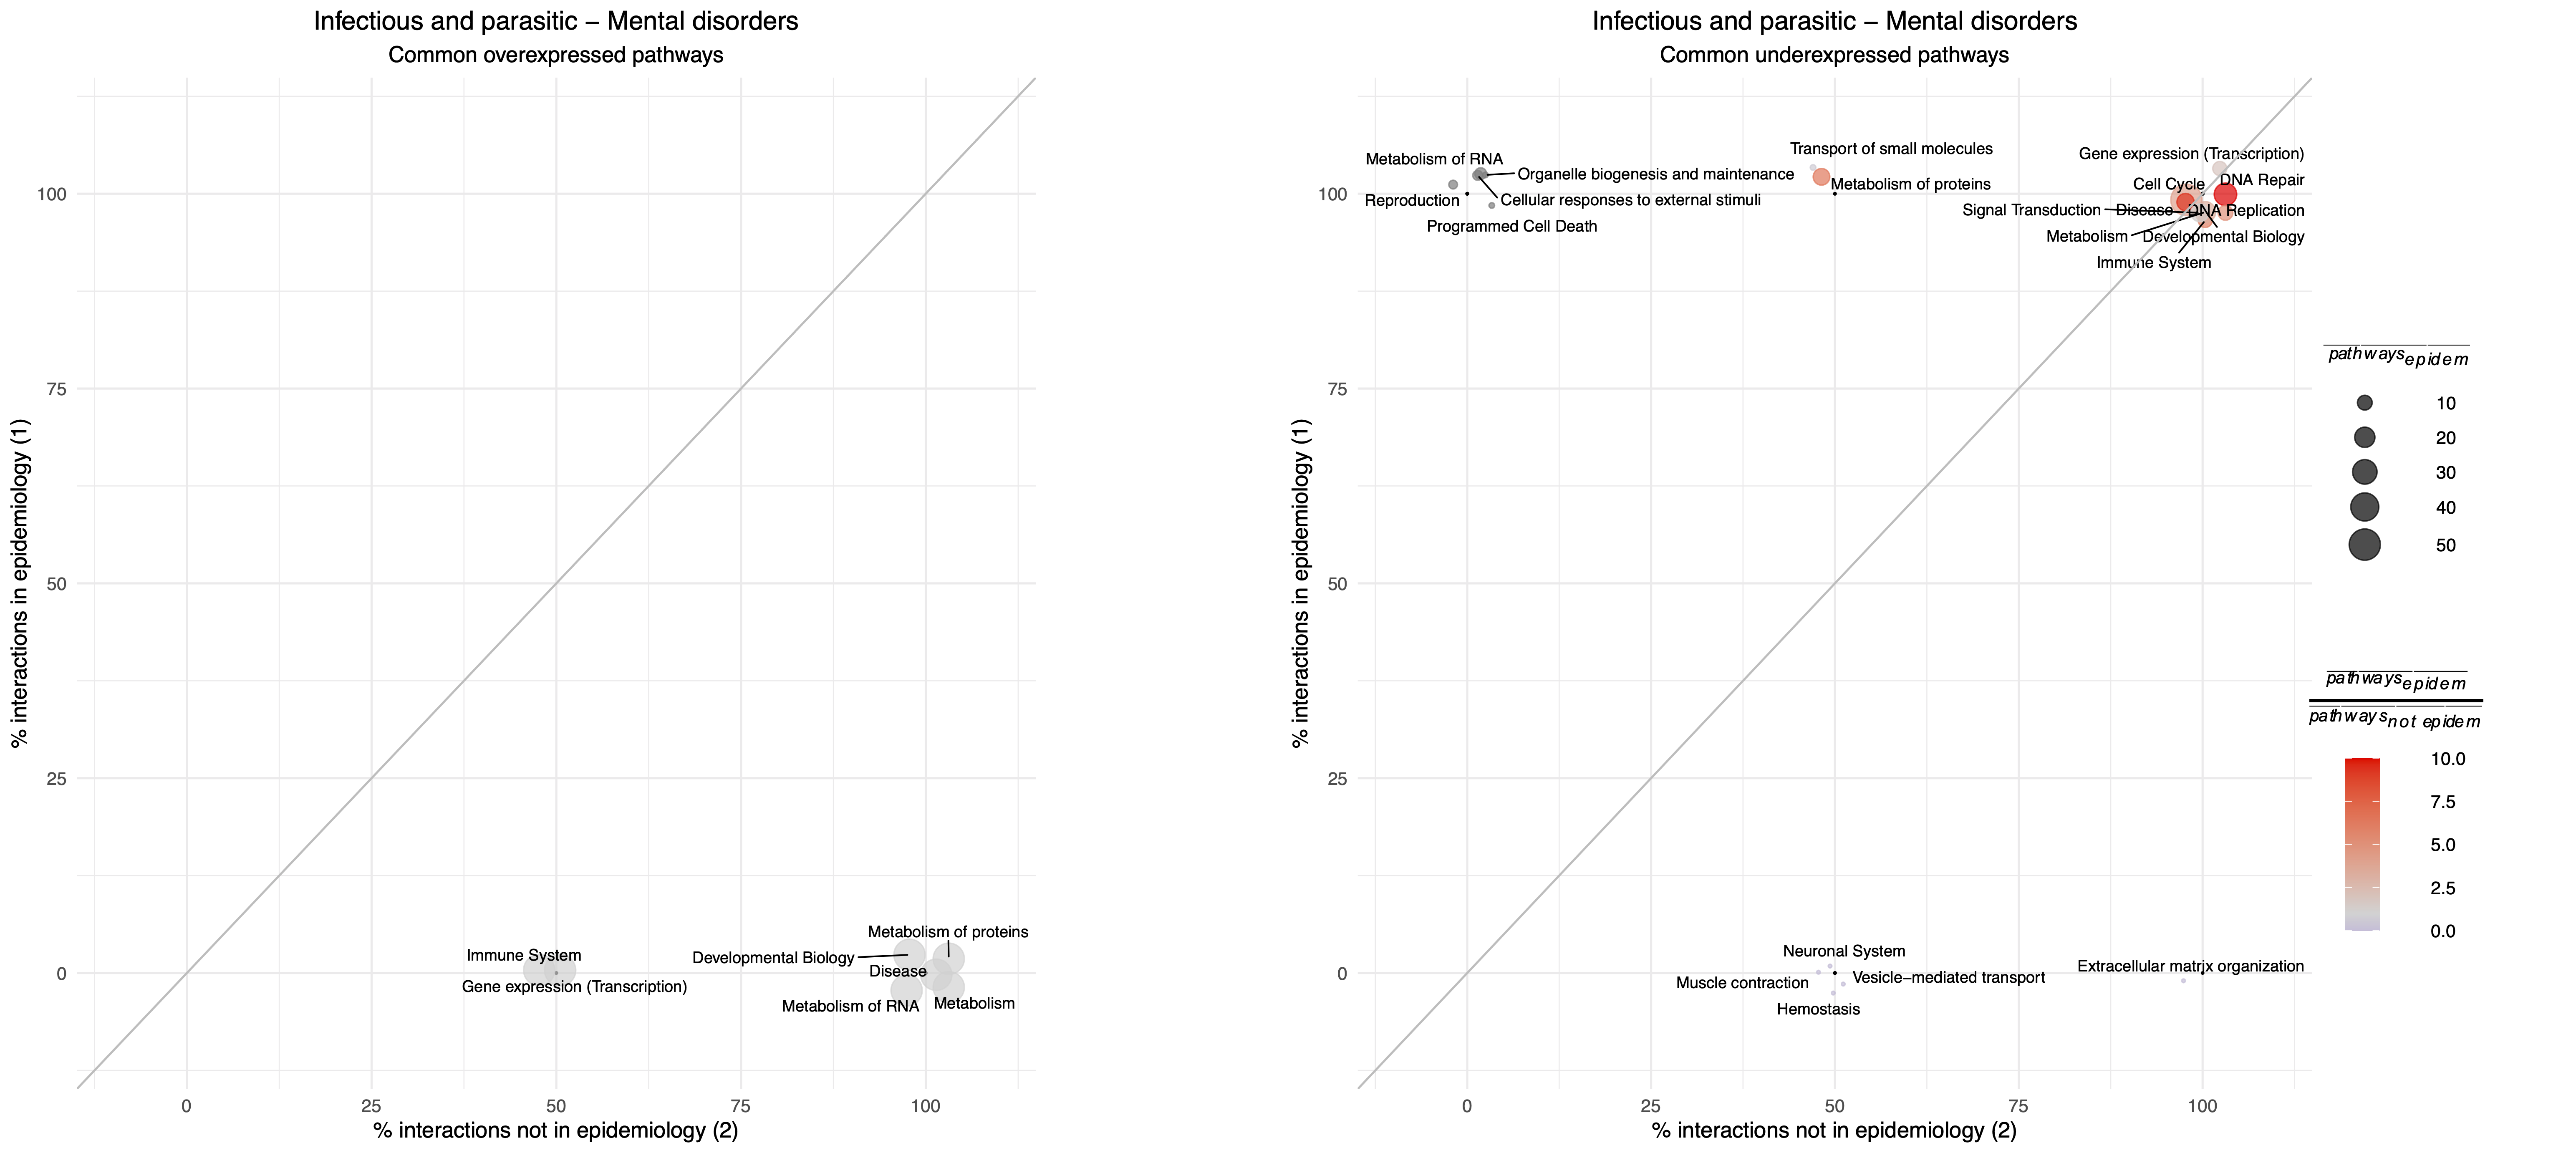 Infectious and parasitic − Mental disorders
Common overexpressed pathways
% interactions in epidemiology (1)
100
75
50
25
0
Immune System
Gene expression (Transcription)
Metabolism of proteins
Developmental Biology
Disease
Metabolism of RNA
Metabolism
0
25
50
75
100
% interactions not in epidemiology (2)
Infectious and parasitic − Mental disorders
Common underexpressed pathways
% interactions in epidemiology (1)
100
75
50
25
0
Metabolism of RNA
Organelle biogenesis and maintenance
Reproduction
Cellular responses to external stimuli
Programmed Cell Death
Transport of small molecules
Metabolism of proteins
Gene expression (Transcription)
Cell Cycle
DNA Repair
Signal Transduction
Disease
DNA Replication
Metabolism
Developmental Biology
Immune System
Neuronal System
Muscle contraction
Vesicle−mediated transport
Hemostasis
Extracellular matrix organization
0
25
50
75
100
% interactions not in epidemiology (2)
pathways epidem
10
20
30
40
50
pathways epidem
pathways not epidem
10.0
7.5
5.0
2.5
0.0